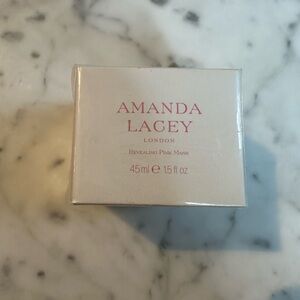 AMANDA
LACEY
LONDON
REVEALING PINK MASK
45ml ℮ 1.5 fl oz